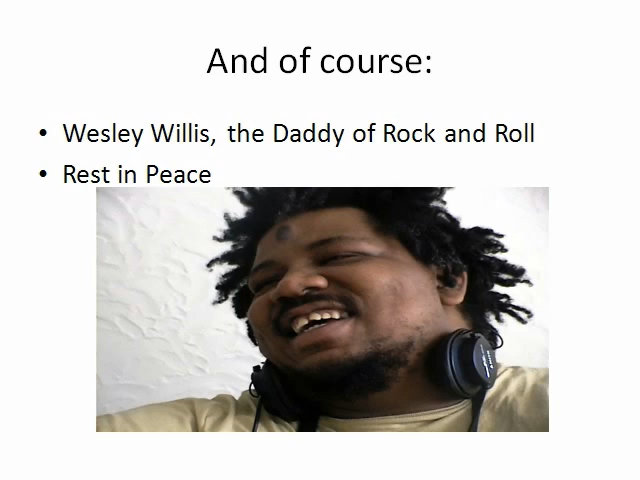 And of course:
• Wesley Willis, the Daddy of Rock and Roll
• Rest in Peace